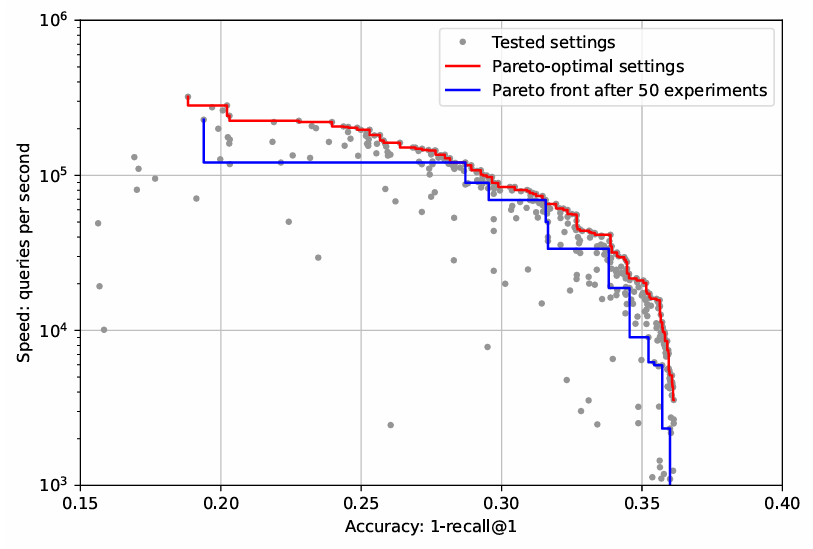 10^6
Tested settings
Pareto-optimal settings
Pareto front after 50 experiments
10^5
Speed: queries per second
10^4
10^3
0.15 0.20 0.25 0.30 0.35 0.40
Accuracy: 1-recall@1